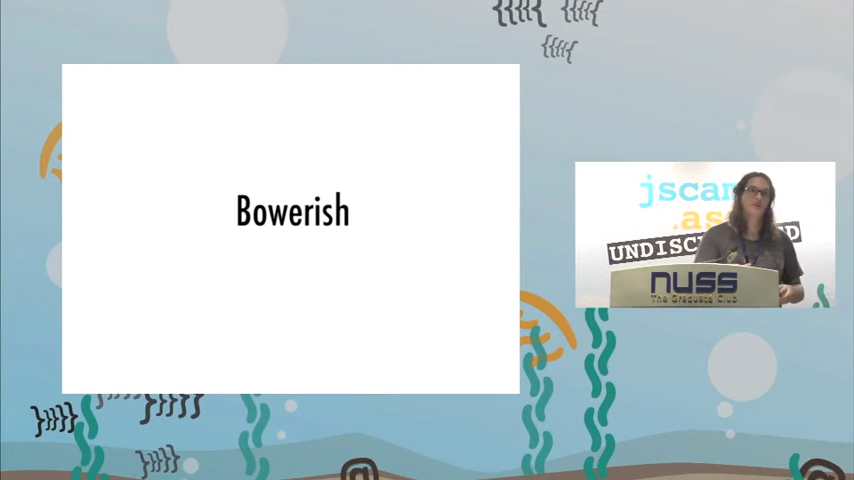 Bowerish
jscam
.as
UNDISC
D
NUSS
The Graduate Club